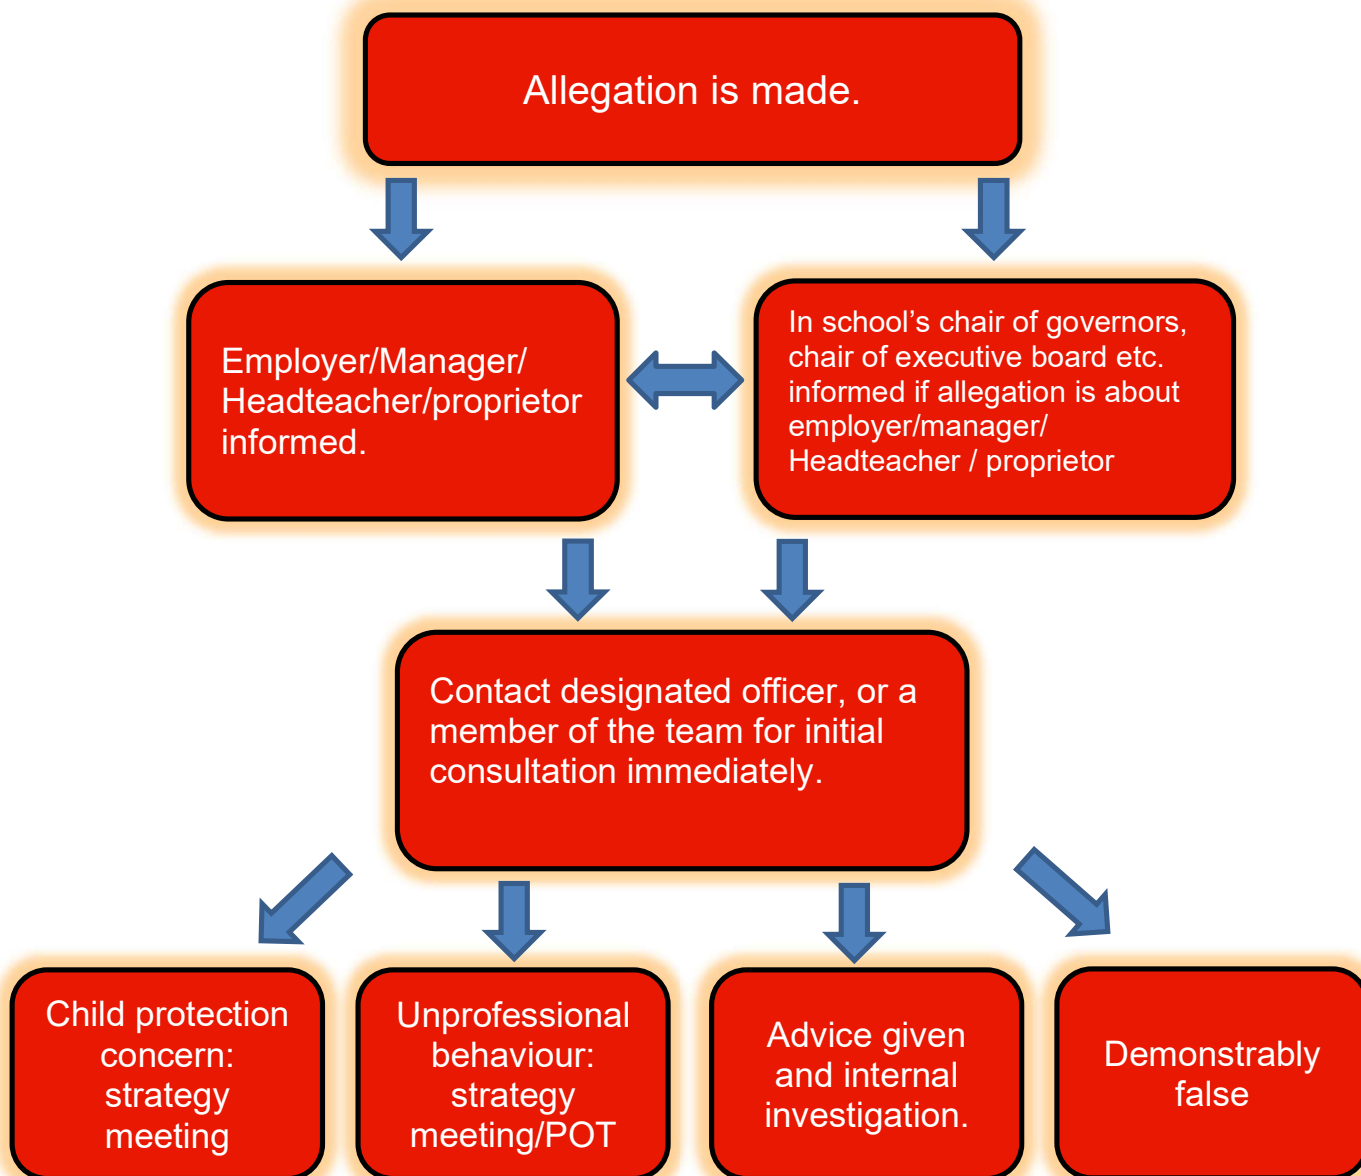 Allegation is made.
Employer/Manager/
Headteacher/proprietor
informed.
In school’s chair of governors,
chair of executive board etc.
informed if allegation is about
employer/manager/
Headteacher / proprietor
Contact designated officer, or a
member of the team for initial
consultation immediately.
Child protection
concern:
strategy
meeting
Unprofessional
behaviour:
strategy
meeting/POT
Advice given
and internal
investigation.
Demonstrably
false